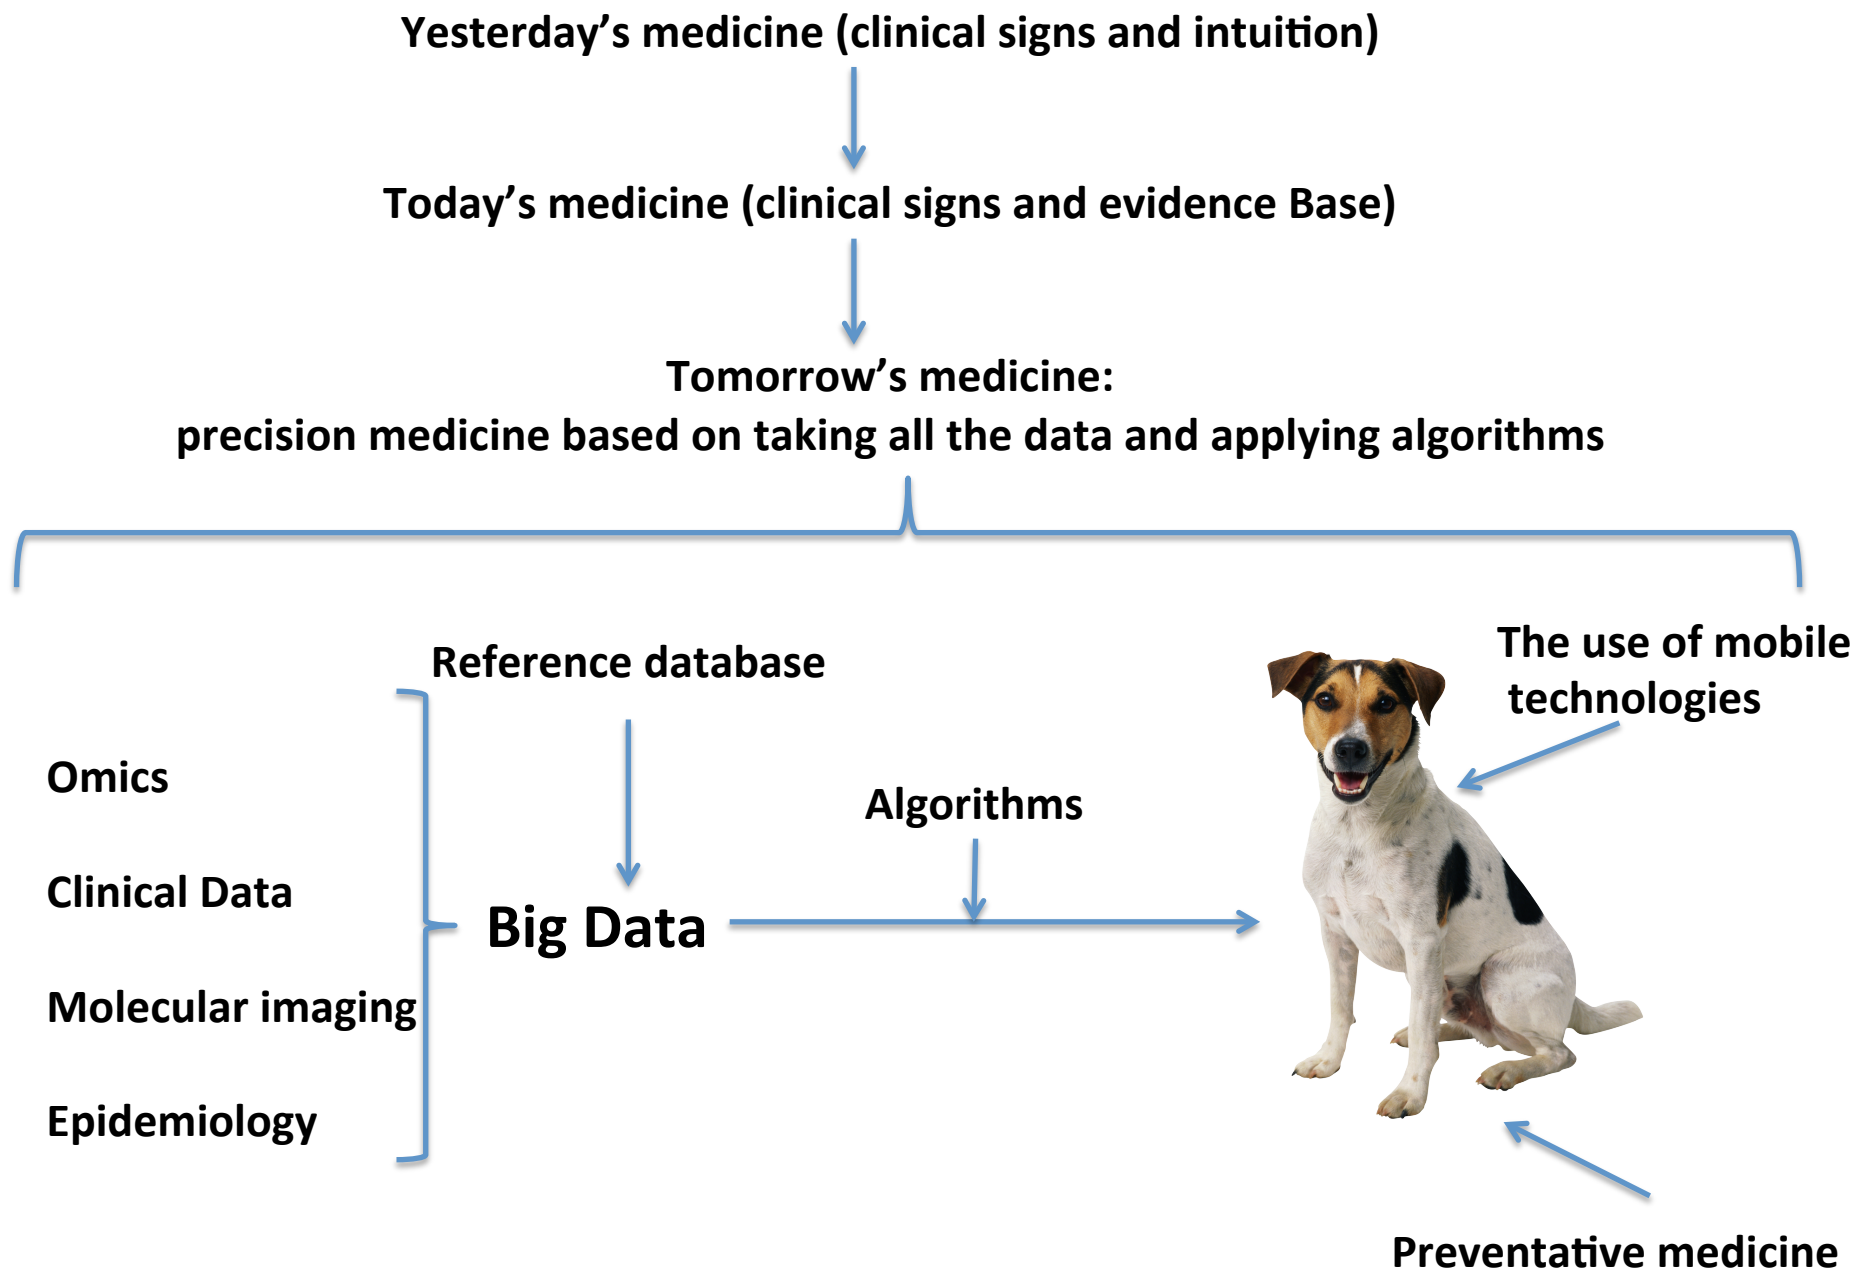 Yesterday’s medicine (clinical signs and intuition)
Today’s medicine (clinical signs and evidence Base)
Tomorrow’s medicine:
precision medicine based on taking all the data and applying algorithms
Reference database
The use of mobile
technologies
Omics
Algorithms
Clinical Data
Big Data
Molecular imaging
Epidemiology
Preventative medicine